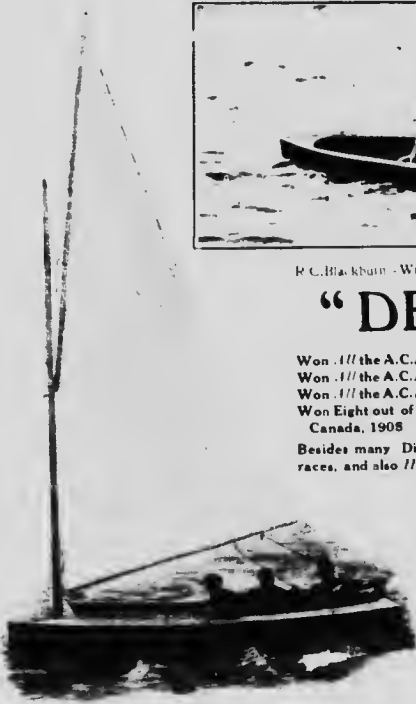 R.C. Blackburn - W
“ DE
Won All the A.C.
Won All the A.C.
Won All the A.C.
Won Eight out of
Canada, 1908
Besides many Di
races, and also